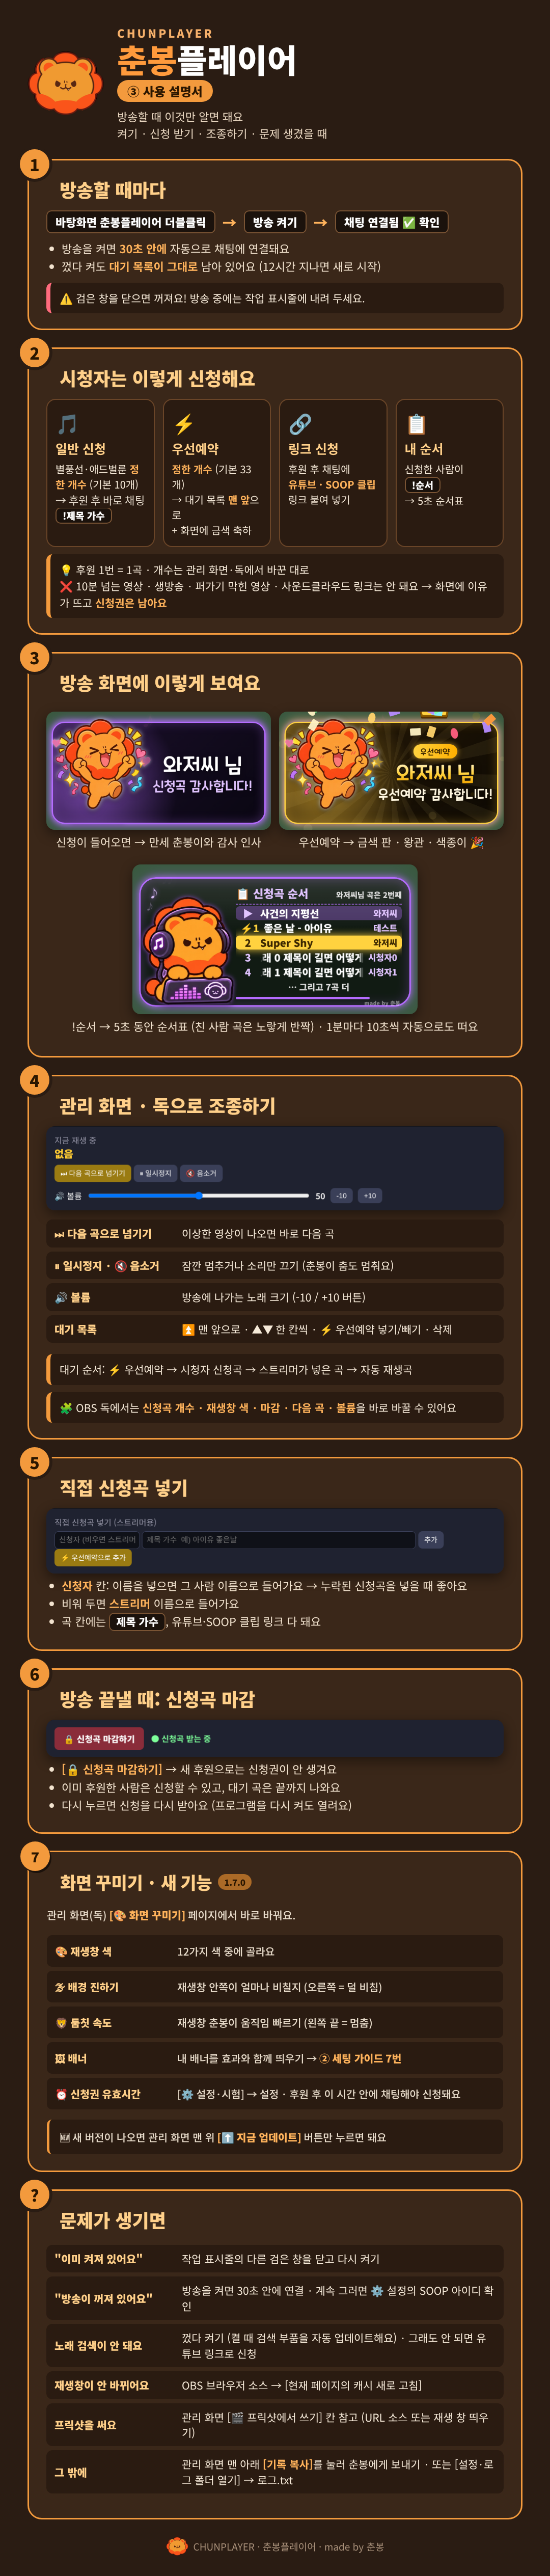 CHUNPLAYER
춘봉플레이어
③ 사용 설명서
방송할 때 이것만 알면 돼요
켜기 · 신청 받기 · 조종하기 · 문제 생겼을 때
1
방송할 때마다
바탕화면 춘봉플레이어 더블클릭 → 방송 켜기 → 채팅 연결됨 ✅ 확인
• 방송을 켜면 30초 안에 자동으로 채팅에 연결돼요
• 껐다 켜도 대기 목록이 그대로 남아 있어요 (12시간 지나면 새로 시작)
⚠️ 검은 창을 닫으면 꺼져요! 방송 중에는 작업 표시줄에 내려 두세요.
2
시청자는 이렇게 신청해요
🎵
일반 신청
별풍선·애드벌룬 정
한 개수 (기본 10개)
→ 후원 후 바로 채팅
!제목 가수
⚡
우선예약
정한 개수 (기본 33
개)
→ 대기 목록 맨 앞으
로
+ 화면에 금색 축하
🔗
링크 신청
후원 후 채팅에
유튜브 · SOOP 클립
링크 붙여 넣기
📋
내 순서
신청한 사람이
!순서
→ 5초 순서표
💡 후원 1번 = 1곡 · 개수는 관리 화면·독에서 바꾼 대로
❌ 10분 넘는 영상 · 생방송 · 퍼가기 막힌 영상 · 사운드클라우드 링크는 안 돼요 → 화면에 이유
가 뜨고 신청권은 남아요
3
방송 화면에 이렇게 보여요
와저씨 님
신청곡 감사합니다!
우선예약
와저씨 님
우선예약 감사합니다!
신청이 들어오면 → 만세 춘봉이와 감사 인사
우선예약 → 금색 판 · 왕관 · 색종이 🎉
📋 신청곡 순서 와저씨님 곡은 2번째
▶ 사건의 지평선 와저씨
⚡1 좋은 날 - 아이유 테스트
2 Super Shy 와저씨
3 래 0 제목이 길면 어떻게 시청자0
4 래 1 제목이 길면 어떻게 시청자1
··· 그리고 7곡 더
made by 춘봉
!순서 → 5초 동안 순서표 (친 사람 곡은 노랗게 반짝) · 1분마다 10초씩 자동으로도 떠요
4
관리 화면 · 독으로 조종하기
지금 재생 중
없음
⏭ 다음 곡으로 넘기기 ⏸ 일시정지 🔇 음소거
🔊 볼륨 50 -10 +10
⏭ 다음 곡으로 넘기기 이상한 영상이 나오면 바로 다음 곡
⏸ 일시정지 · 🔇 음소거 잠깐 멈추거나 소리만 끄기 (춘봉이 춤도 멈춰요)
🔊 볼륨 방송에 나가는 노래 크기 (-10 / +10 버튼)
대기 목록 ⏫ 맨 앞으로 · ▲▼ 한 칸씩 · ⚡ 우선예약 넣기/빼기 · 삭제
대기 순서: ⚡ 우선예약 → 시청자 신청곡 → 스트리머가 넣은 곡 → 자동 재생곡
🧩 OBS 독에서는 신청곡 개수 · 재생창 색 · 마감 · 다음 곡 · 볼륨을 바로 바꿀 수 있어요
5
직접 신청곡 넣기
직접 신청곡 넣기 (스트리머용)
신청자 (비우면 스트리머 제목 가수 예) 아이유 좋은날 추가
⚡ 우선예약으로 추가
• 신청자 칸: 이름을 넣으면 그 사람 이름으로 들어가요 → 누락된 신청곡을 넣을 때 좋아요
• 비워 두면 스트리머 이름으로 들어가요
• 곡 칸에는 제목 가수, 유튜브·SOOP 클립 링크 다 돼요
6
방송 끝낼 때: 신청곡 마감
🔒 신청곡 마감하기 🟢 신청곡 받는 중
• [🔒 신청곡 마감하기] → 새 후원으로는 신청권이 안 생겨요
• 이미 후원한 사람은 신청할 수 있고, 대기 곡은 끝까지 나와요
• 다시 누르면 신청을 다시 받아요 (프로그램을 다시 켜도 열려요)
7
화면 꾸미기 · 새 기능 1.7.0
관리 화면(독) [🎨 화면 꾸미기] 페이지에서 바로 바꿔요.
🎨 재생창 색 12가지 색 중에 골라요
🌫 배경 진하기 재생창 안쪽이 얼마나 비칠지 (오른쪽 = 덜 비침)
🦁 둠칫 속도 재생창 춘봉이 움직임 빠르기 (왼쪽 끝 = 멈춤)
🖼 배너 내 배너를 효과와 함께 띄우기 → ② 세팅 가이드 7번
⏰ 신청권 유효시간 [⚙️ 설정·시험] → 설정 · 후원 후 이 시간 안에 채팅해야 신청돼요
🆕 새 버전이 나오면 관리 화면 맨 위 [⬆️ 지금 업데이트] 버튼만 누르면 돼요
?
문제가 생기면
"이미 켜져 있어요" 작업 표시줄의 다른 검은 창을 닫고 다시 켜기
"방송이 꺼져 있어요" 방송을 켜면 30초 안에 연결 · 계속 그러면 ⚙️ 설정의 SOOP 아이디 확
인
노래 검색이 안 돼요 껐다 켜기 (켤 때 검색 부품을 자동 업데이트해요) · 그래도 안 되면 유
튜브 링크로 신청
재생창이 안 바뀌어요 OBS 브라우저 소스 → [현재 페이지의 캐시 새로 고침]
프릭샷을 써요 관리 화면 [🎬 프릭샷에서 쓰기] 칸 참고 (URL 소스 또는 재생 창 띄우
기)
그 밖에 관리 화면 맨 아래 [기록 복사]를 눌러 춘봉에게 보내기 · 또는 [설정·로
그 폴더 열기] → 로그.txt
CHUNPLAYER · 춘봉플레이어 · made by 춘봉